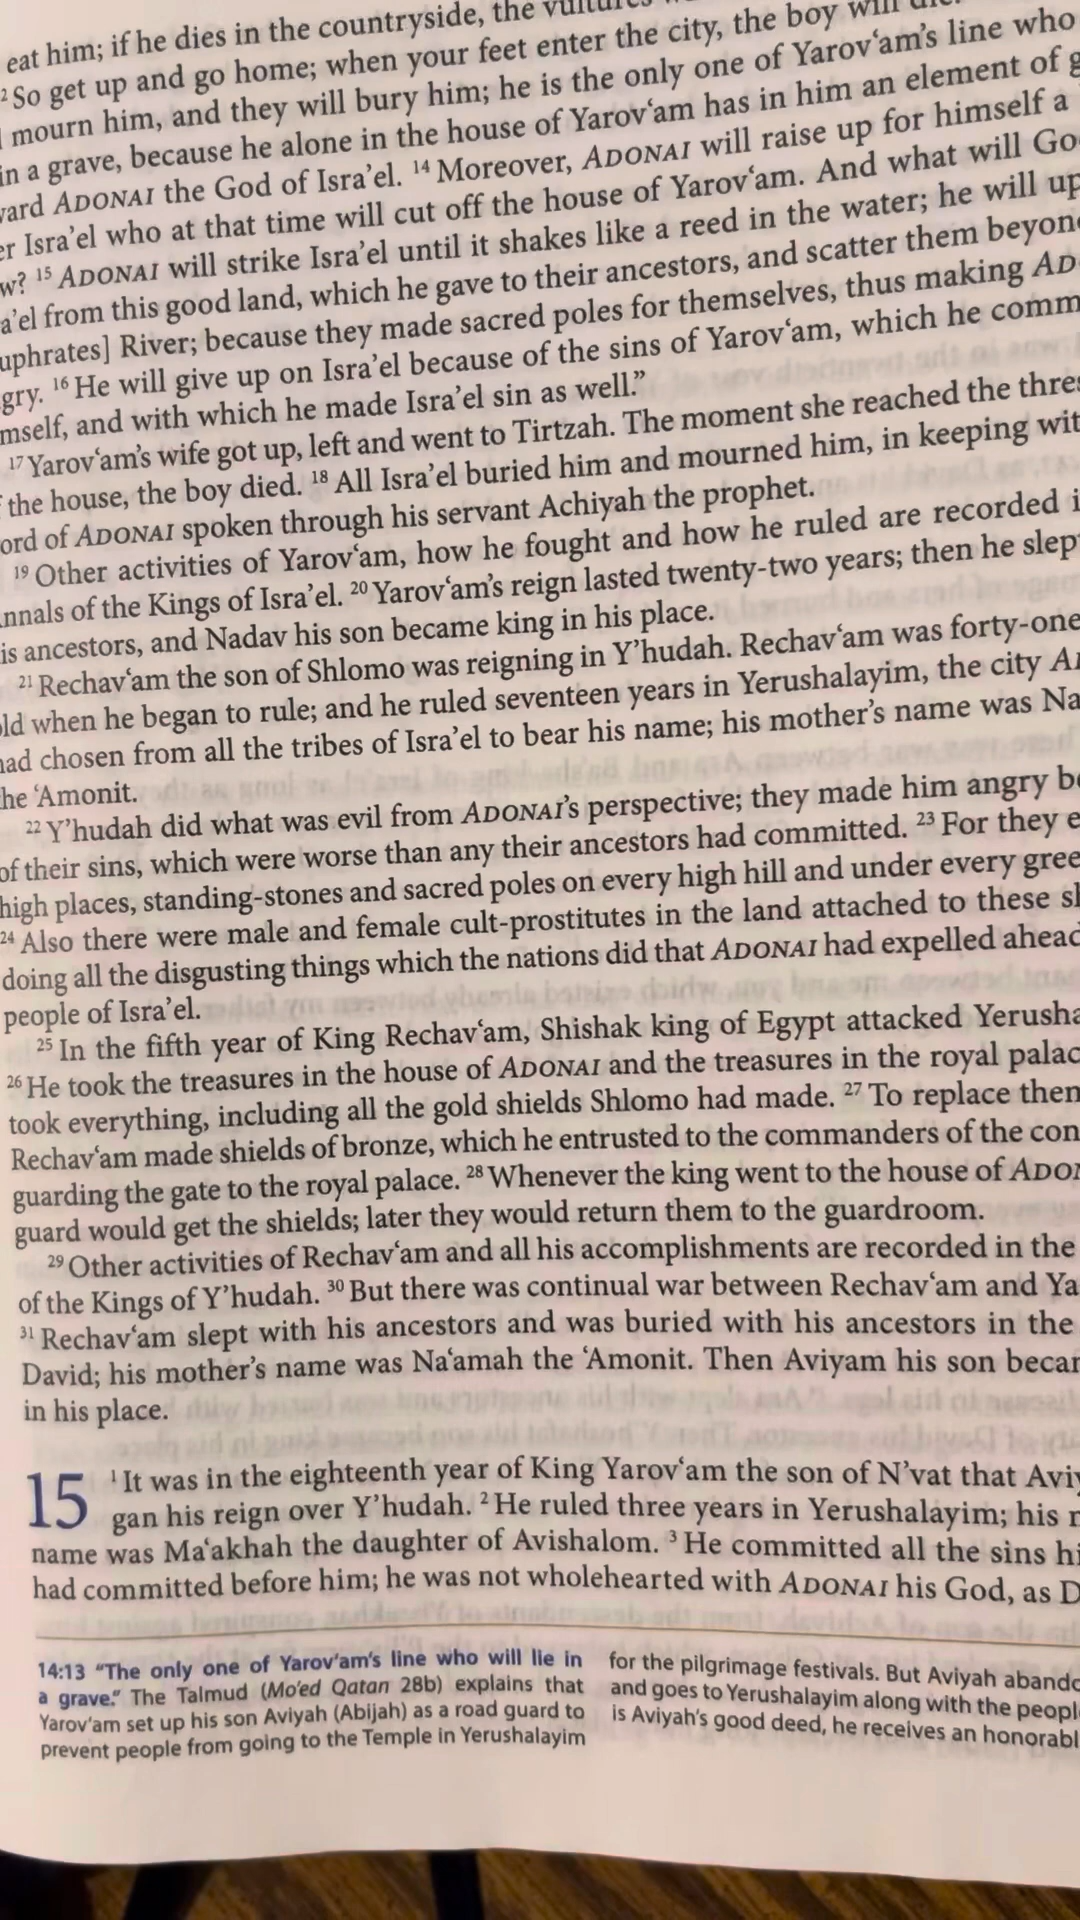 eat him; if he dies in the countryside, the
² So get up and go home; when your feet enter the city, the boy will
mourn him, and they will bury him; he is the only one of Yarov‘am’s line who
in a grave, because he alone in the house of Yarov‘am has in him an element of
ADONAI the God of Isra’el. ¹⁴ Moreover, ADONAI will raise up for himself a
Isra’el who at that time will cut off the house of Yarov‘am. And what will
w? ¹⁵ ADONAI will strike Isra’el until it shakes like a reed in the water; he will up
a’el from this good land, which he gave to their ancestors, and scatter them beyon
uphrates] River; because they made sacred poles for themselves, thus making AD
gry. ¹⁶ He will give up on Isra’el because of the sins of Yarov‘am, which he comm
mself, and with which he made Isra’el sin as well.”
¹⁷ Yarov‘am’s wife got up, left and went to Tirtzah. The moment she reached the thre
the house, the boy died. ¹⁸ All Isra’el buried him and mourned him, in keeping wit
ord of ADONAI spoken through his servant Achiyah the prophet.
¹⁹ Other activities of Yarov‘am, how he fought and how he ruled are recorded i
nnals of the Kings of Isra’el. ²⁰ Yarov‘am’s reign lasted twenty-two years; then he slep
is ancestors, and Nadav his son became king in his place.
²¹ Rechav‘am the son of Shlomo was reigning in Y’hudah. Rechav‘am was forty-one
old when he began to rule; and he ruled seventeen years in Yerushalayim, the city
had chosen from all the tribes of Isra’el to bear his name; his mother’s name was Na
he ‘Amonit.
²² Y’hudah did what was evil from ADONAI’s perspective; they made him angry b
of their sins, which were worse than any their ancestors had committed. ²³ For they e
high places, standing-stones and sacred poles on every high hill and under every gree
²⁴ Also there were male and female cult-prostitutes in the land attached to these
doing all the disgusting things which the nations did that ADONAI had expelled ahead
people of Isra’el.
²⁵ In the fifth year of King Rechav‘am, Shishak king of Egypt attacked Yerusha
²⁶ He took the treasures in the house of ADONAI and the treasures in the royal palac
took everything, including all the gold shields Shlomo had made. ²⁷ To replace them
Rechav‘am made shields of bronze, which he entrusted to the commanders of the con
guarding the gate to the royal palace. ²⁸ Whenever the king went to the house of ADO
guard would get the shields; later they would return them to the guardroom.
²⁹ Other activities of Rechav‘am and all his accomplishments are recorded in the
of the Kings of Y’hudah. ³⁰ But there was continual war between Rechav‘am and Ya
³¹ Rechav‘am slept with his ancestors and was buried with his ancestors in the
David; his mother’s name was Na‘amah the ‘Amonit. Then Aviyam his son becam
in his place.
15 ¹ It was in the eighteenth year of King Yarov‘am the son of N’vat that Aviy
gan his reign over Y’hudah. ² He ruled three years in Yerushalayim; his
name was Ma‘akhah the daughter of Avishalom. ³ He committed all the sins hi
had committed before him; he was not wholehearted with ADONAI his God, as D
14:13 “The only one of Yarov‘am’s line who will lie in
a grave.” The Talmud (Mo’ed Qatan 28b) explains that
Yarov‘am set up his son Aviyah (Abijah) as a road guard to
prevent people from going to the Temple in Yerushalayim
for the pilgrimage festivals. But Aviyah abando
and goes to Yerushalayim along with the peopl
is Aviyah’s good deed, he receives an honorabl